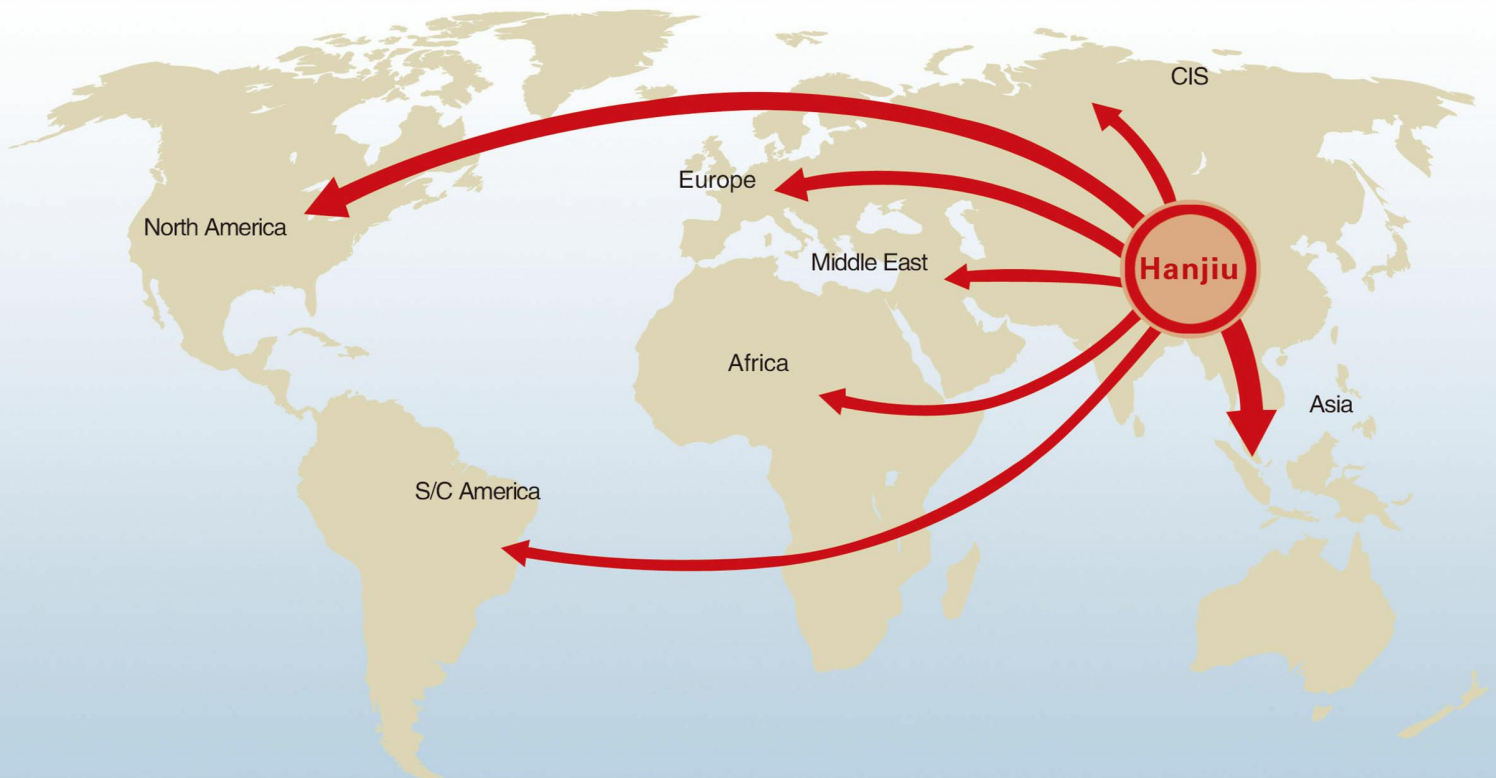 CIS
Europe
North America
Middle East
Hanjiu
Africa
Asia
S/C America